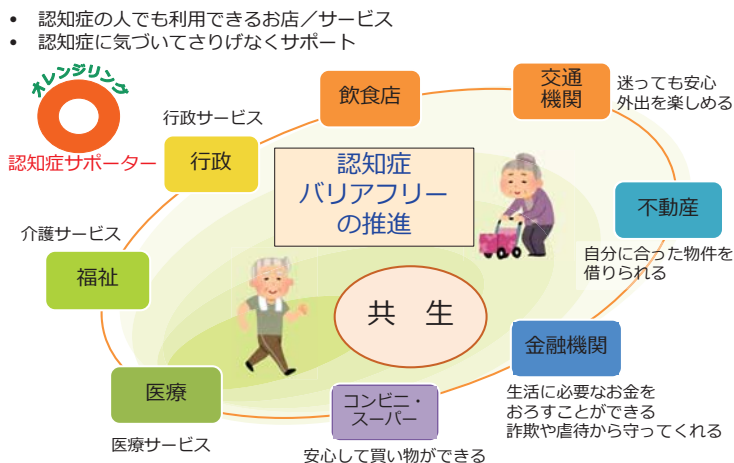 • 認知症の人でも利用できるお店／サービス
• 認知症に気づいてさりげなくサポート
オレンジリング
認知症サポーター
行政サービス
行政
飲食店
交通
機関
迷っても安心
外出を楽しめる
認知症
バリアフリー
の推進
不動産
自分に合った物件を
借りられる
介護サービス
福祉
共 生
金融機関
生活に必要なお金を
おろすことができる
詐欺や虐待から守ってくれる
医療
医療サービス
コンビニ・
スーパー
安心して買い物ができる